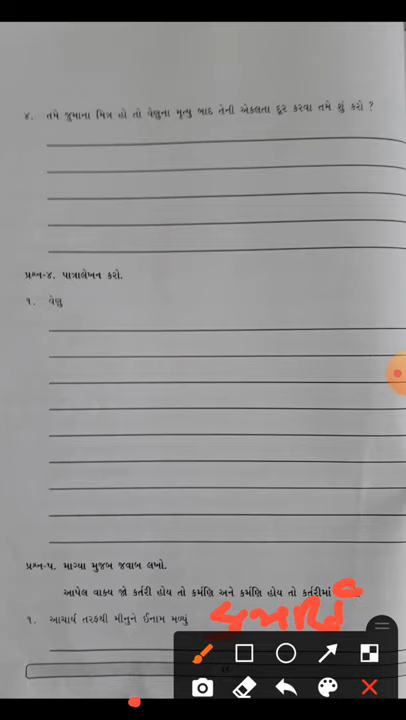 ૪. તમે જુમાના મિત્ર હો તો વેણુના મૃત્યુ બાદ તેની એકલતા દૂર કરવા તમે શું કરો ?
પ્રશ્ન-૪. પાત્રાલેખન કરો.
૧. વેણુ
પ્રશ્ન-૫. માગ્યા મુજબ જવાબ લખો.
આપેલ વાક્ય જો કર્તરી હોય તો કર્મણિ અને કર્મણિ હોય તો કર્તરીમાં
૧. આચાર્ય તરફથી મીનુને ઈનામ મળ્યું